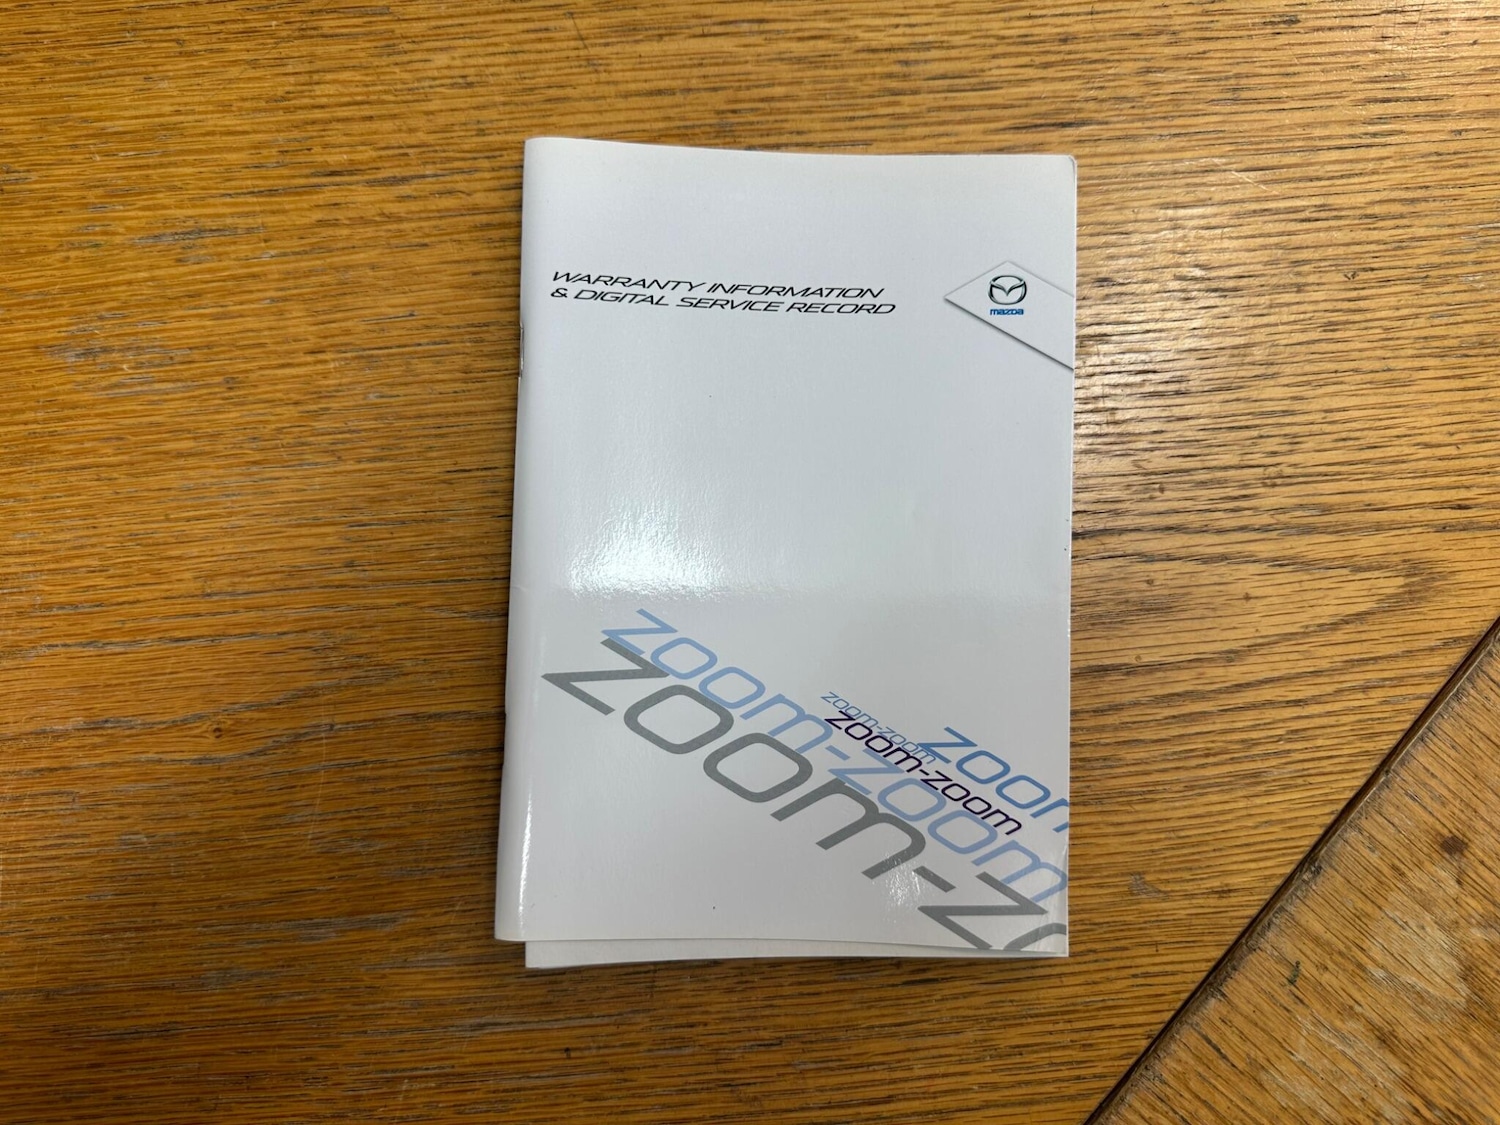 WARRANTY INFORMATION
& DIGITAL SERVICE RECORD
mazda
zoom-zoom
zoom-z
zoom-zoom
zoom-zoom
zoom